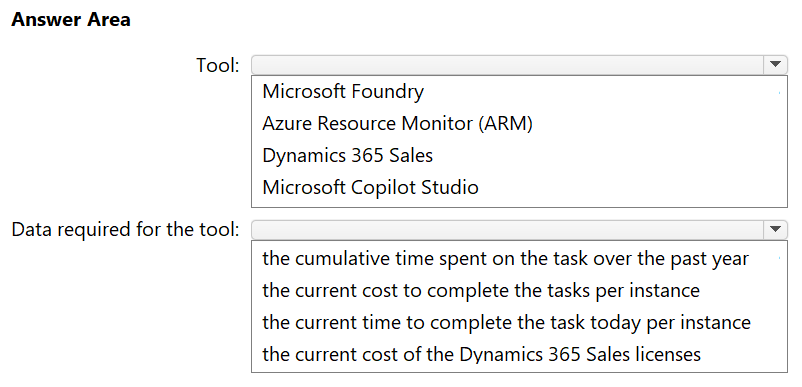 Answer Area
Tool:
Microsoft Foundry
Azure Resource Monitor (ARM)
Dynamics 365 Sales
Microsoft Copilot Studio
Data required for the tool:
the cumulative time spent on the task over the past year
the current cost to complete the tasks per instance
the current time to complete the task today per instance
the current cost of the Dynamics 365 Sales licenses